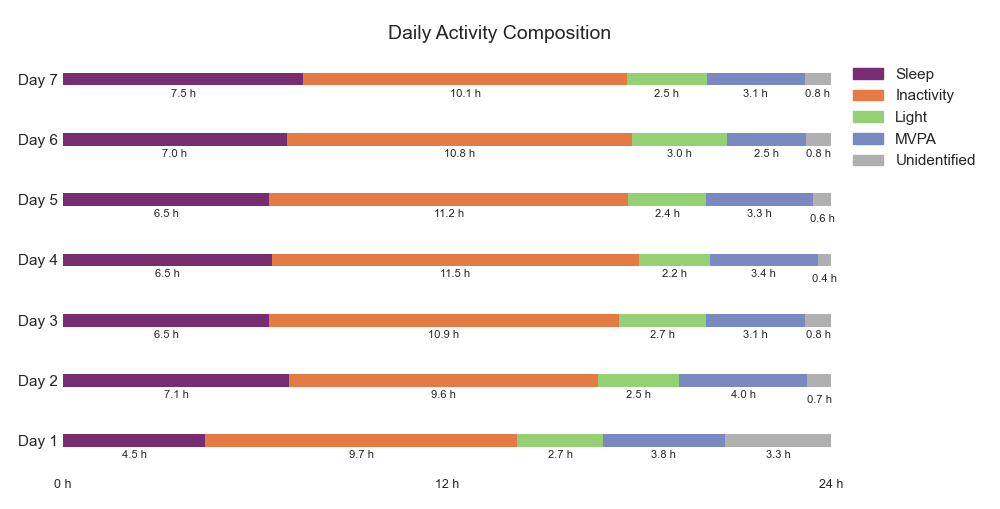 Daily Activity Composition
Day 7
7.5 h 10.1 h 2.5 h 3.1 h 0.8 h
Day 6
7.0 h 10.8 h 3.0 h 2.5 h 0.8 h
Day 5
6.5 h 11.2 h 2.4 h 3.3 h 0.6 h
Day 4
6.5 h 11.5 h 2.2 h 3.4 h 0.4 h
Day 3
6.5 h 10.9 h 2.7 h 3.1 h 0.8 h
Day 2
7.1 h 9.6 h 2.5 h 4.0 h 0.7 h
Day 1
4.5 h 9.7 h 2.7 h 3.8 h 3.3 h
0 h 12 h 24 h
Sleep
Inactivity
Light
MVPA
Unidentified